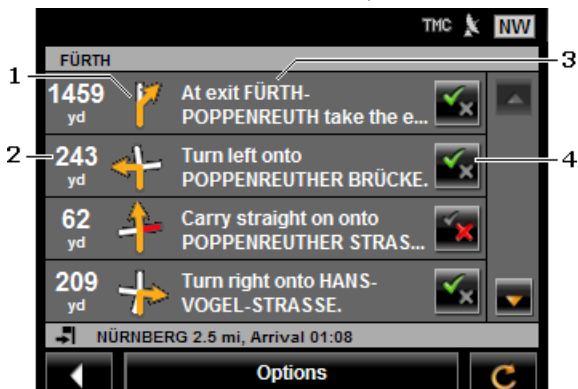 TMC NW
FÜRTH
1
3
1459 yd
At exit FÜRTH-
POPPENREUTH take the e...
2
243 yd
Turn left onto
POPPENREUTHER BRÜCKE.
4
62 yd
Carry straight on onto
POPPENREUTHER STRAS...
209 yd
Turn right onto HANS-
VOGEL-STRASSE.
NÜRNBERG 2.5 mi, Arrival 01:08
Options